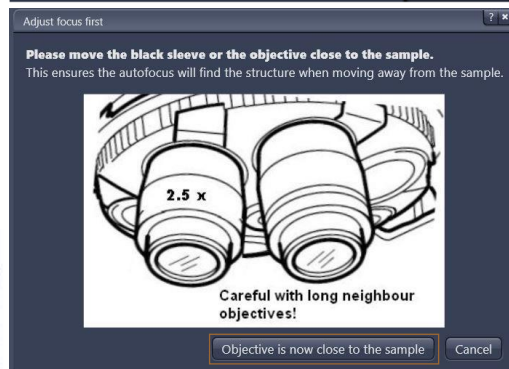 Adjust focus first
? ×
Please move the black sleeve or the objective close to the sample.
This ensures the autofocus will find the structure when moving away from the sample.
2.5 x
Careful with long neighbour
objectives!
Objective is now close to the sample
Cancel